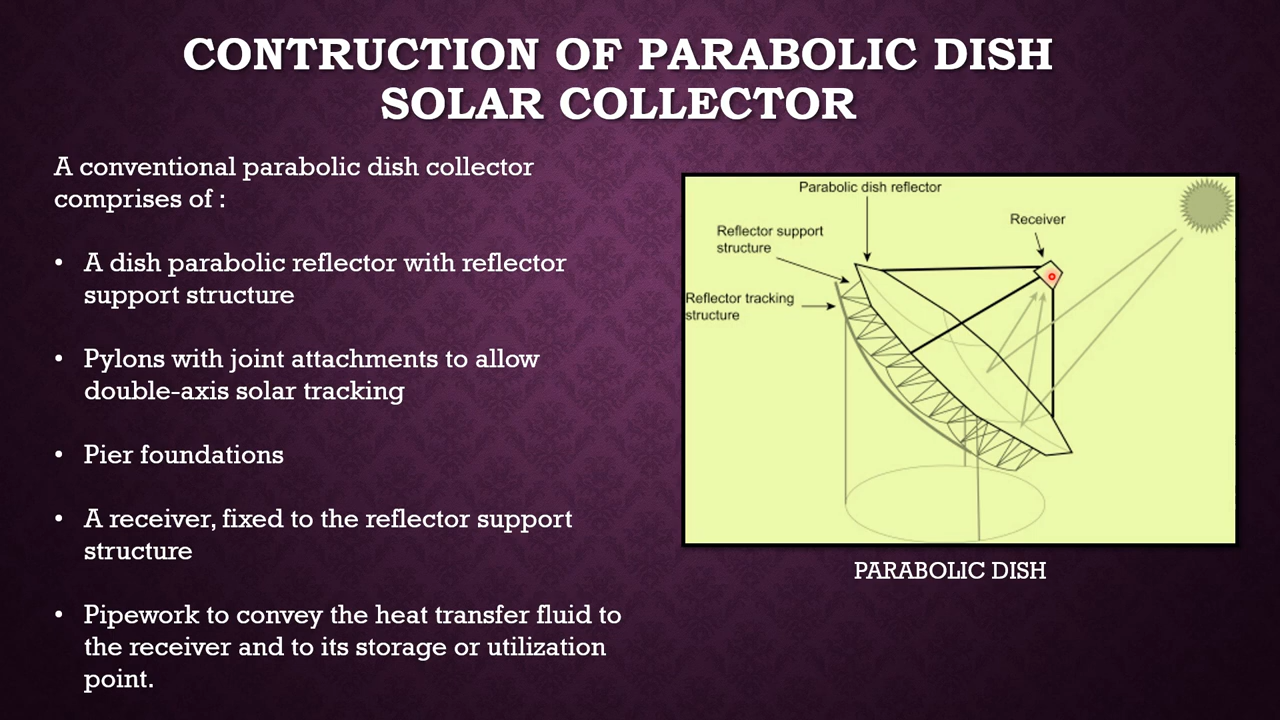 CONTRUCTION OF PARABOLIC DISH
SOLAR COLLECTOR
A conventional parabolic dish collector
comprises of :
• A dish parabolic reflector with reflector
support structure
• Pylons with joint attachments to allow
double-axis solar tracking
• Pier foundations
• A receiver, fixed to the reflector support
structure
• Pipework to convey the heat transfer fluid to
the receiver and to its storage or utilization
point.
Parabolic dish reflector
Receiver
Reflector support
structure
Reflector tracking
structure
PARABOLIC DISH